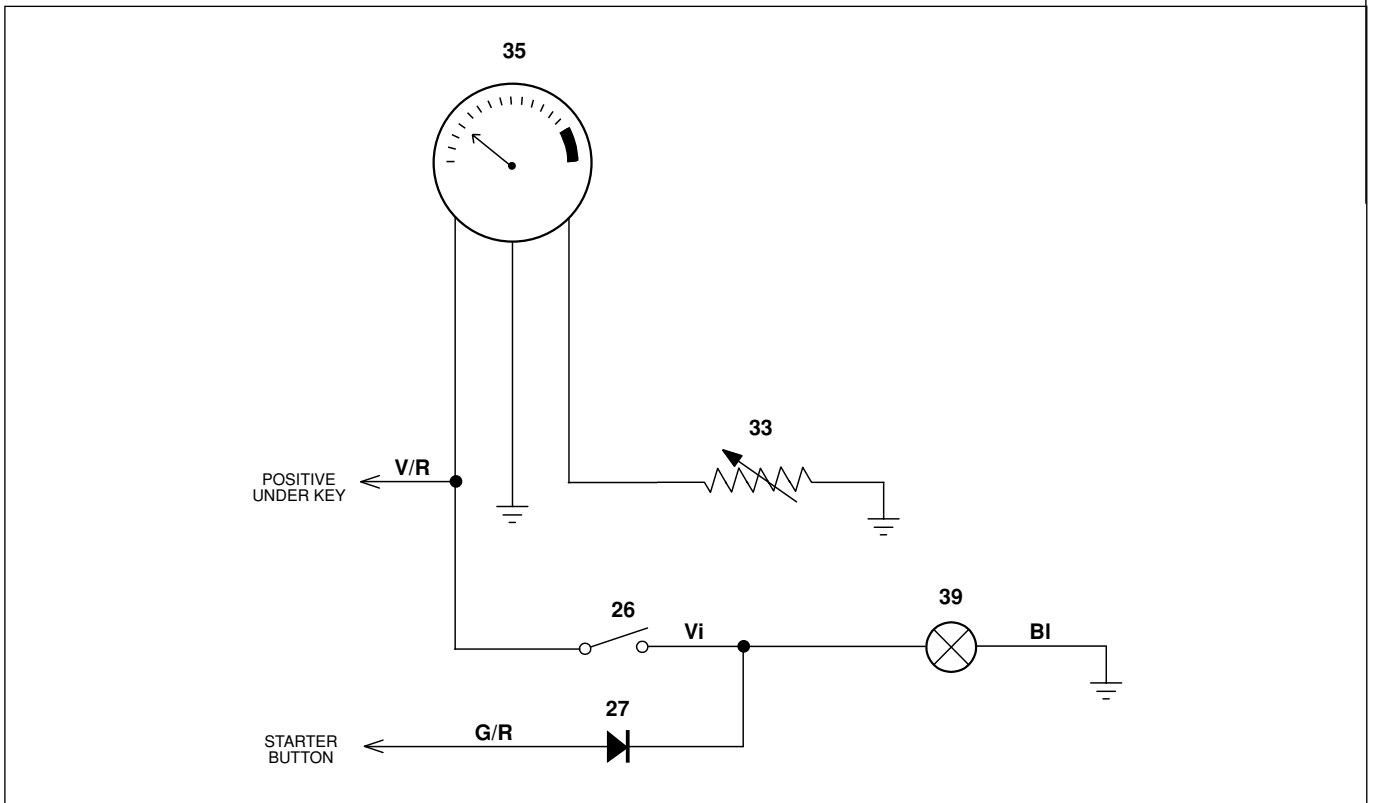 35
33
V/R
POSITIVE
UNDER KEY
26
Vi
39
Bl
27
G/R
STARTER
BUTTON